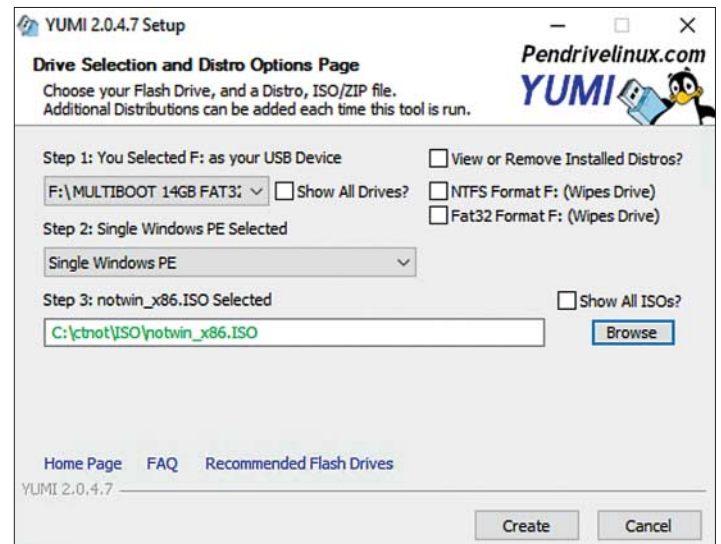 YUMI 2.0.4.7 Setup
Drive Selection and Distro Options Page
Choose your Flash Drive, and a Distro, ISO/ZIP file.
Additional Distributions can be added each time this tool is run.
Pendrivelinux.com
YUMI
Step 1: You Selected F: as your USB Device
View or Remove Installed Distros?
F:\MULTIBOOT 14GB FAT32
Show All Drives?
NTFS Format F: (Wipes Drive)
Fat32 Format F: (Wipes Drive)
Step 2: Single Windows PE Selected
Single Windows PE
Step 3: notwin_x86.ISO Selected
Show All ISOs?
C:\ctnot\ISO\notwin_x86.ISO
Browse
Home Page FAQ Recommended Flash Drives
YUMI 2.0.4.7
Create Cancel